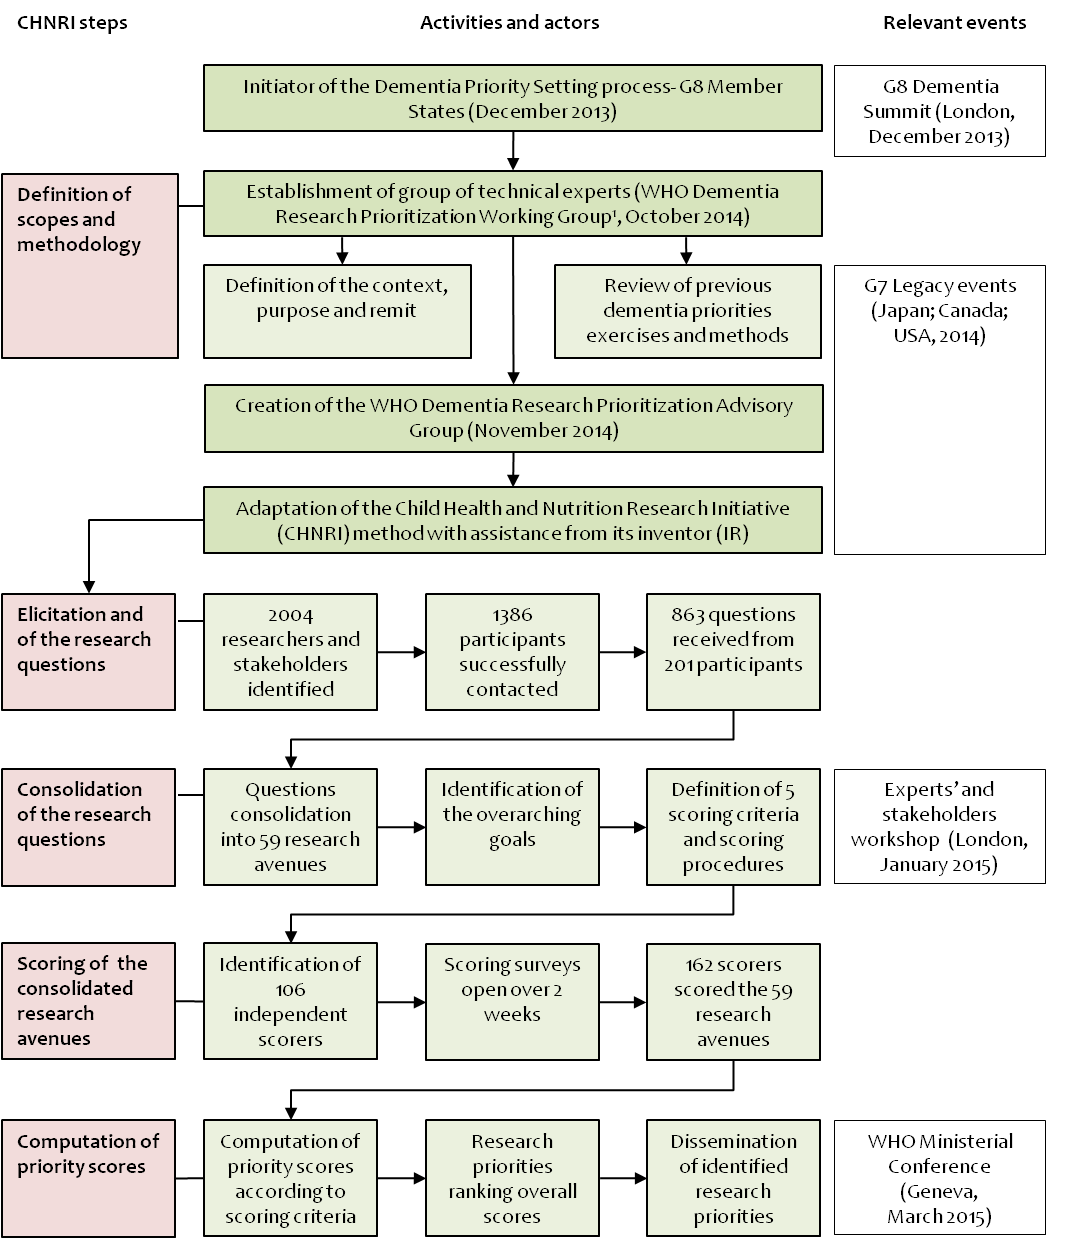 CHNRI steps
Activities and actors
Relevant events
Initiator of the Dementia Priority Setting process- G8 Member
States (December 2013)
G8 Dementia
Summit (London,
December 2013)
Definition of
scopes and
methodology
Establishment of group of technical experts (WHO Dementia
Research Prioritization Working Group¹, October 2014)
Definition of the context,
purpose and remit
Review of previous
dementia priorities
exercises and methods
G7 Legacy events
(Japan; Canada;
USA, 2014)
Creation of the WHO Dementia Research Prioritization Advisory
Group (November 2014)
Adaptation of the Child Health and Nutrition Research Initiative
(CHNRI) method with assistance from its inventor (IR)
Elicitation and
of the research
questions
2004
researchers and
stakeholders
identified
1386
participants
successfully
contacted
863 questions
received from
201 participants
Consolidation
of the research
questions
Questions
consolidation
into 59 research
avenues
Identification of
the overarching
goals
Definition of 5
scoring criteria
and scoring
procedures
Experts’ and
stakeholders
workshop (London,
January 2015)
Scoring of the
consolidated
research
avenues
Identification of
106
independent
scorers
Scoring surveys
open over 2
weeks
162 scorers
scored the 59
research
avenues
Computation of
priority scores
Computation of
priority scores
according to
scoring criteria
Research
priorities
ranking overall
scores
Dissemination
of identified
research
priorities
WHO Ministerial
Conference
(Geneva,
March 2015)